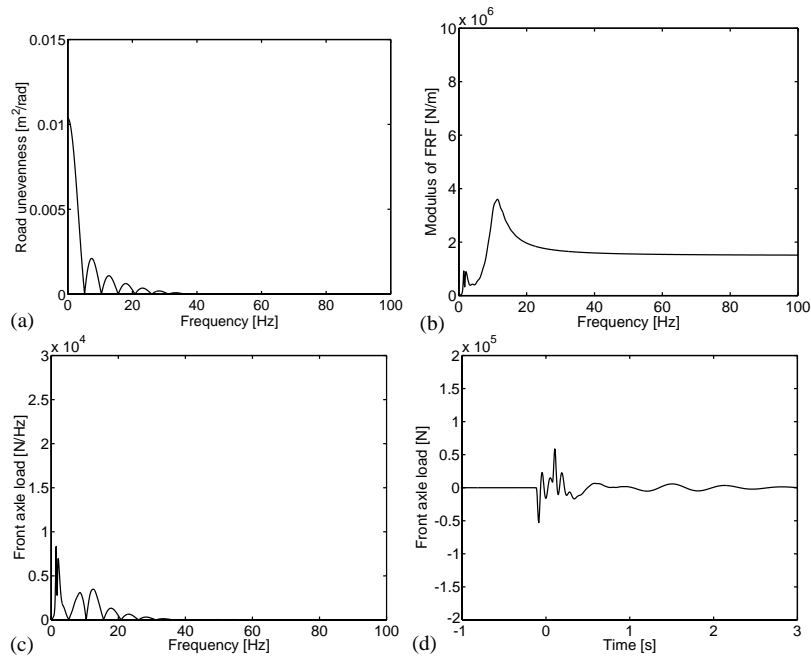 0.015
0.01
0.005
0
Road unevenness [m²/rad]
0 20 40 60 80 100
Frequency [Hz]
(a)
x 10⁶
10
8
6
4
2
0
Modulus of FRF [N/m]
0 20 40 60 80 100
Frequency [Hz]
(b)
x 10⁴
3
2.5
2
1.5
1
0.5
0
Front axle load [N/Hz]
0 20 40 60 80 100
Frequency [Hz]
(c)
x 10⁵
2
1.5
1
0.5
0
-0.5
-1
-1.5
-2
Front axle load [N]
-1 0 1 2 3
Time [s]
(d)